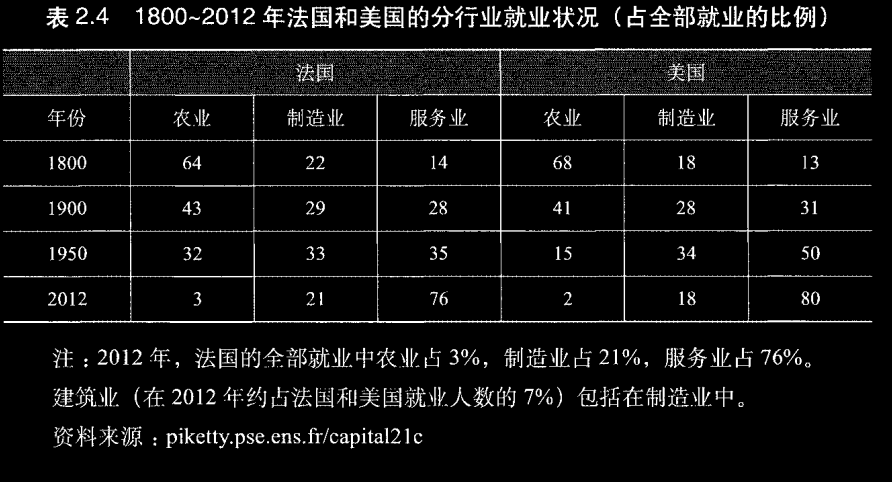 表 2.4 1800~2012 年法国和美国的分行业就业状况（占全部就业的比例）
法国 美国
年份 农业 制造业 服务业 农业 制造业 服务业
1800 64 22 14 68 18 13
1900 43 29 28 41 28 31
1950 32 33 35 15 34 50
2012 3 21 76 2 18 80
注：2012 年，法国的全部就业中农业占 3%，制造业占 21%，服务业占 76%。
建筑业（在 2012 年约占法国和美国就业人数的 7%）包括在制造业中。
资料来源：piketty.pse.ens.fr/capital21c